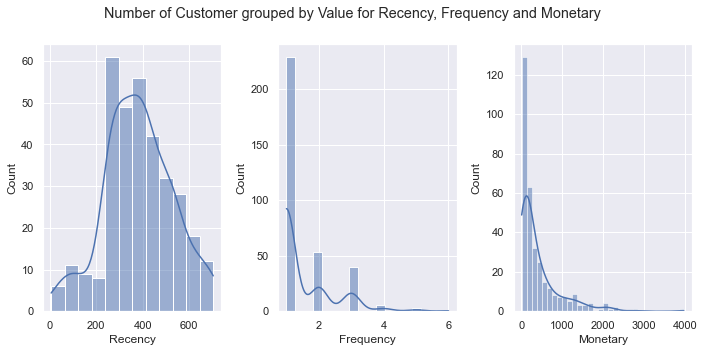 Number of Customer grouped by Value for Recency, Frequency and Monetary
60
50
40
30
20
10
0
Count
0 200 400 600
Recency
200
150
100
50
0
Count
2 4 6
Frequency
120
100
80
60
40
20
0
Count
0 1000 2000 3000 4000
Monetary